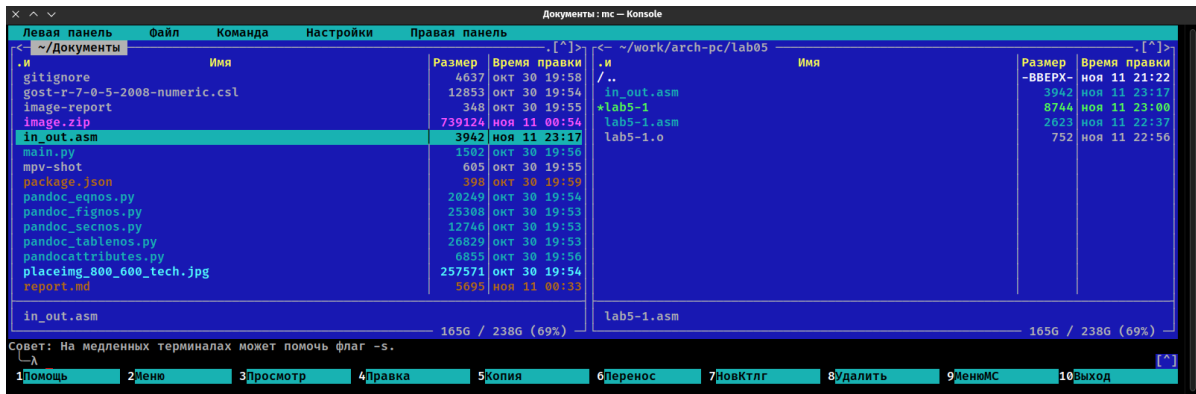 Документы : mc — Konsole
Левая панель Файл Команда Настройки Правая панель
<— ~/Документы .[^]>
.и Имя Размер Время правки
gitignore 4637 окт 30 19:58
gost-r-7-0-5-2008-numeric.csl 12853 окт 30 19:54
image-report 348 окт 30 19:55
image.zip 739124 ноя 11 00:54
in_out.asm 3942 ноя 11 23:17
main.py 1502 окт 30 19:56
mpv-shot 605 окт 30 19:55
package.json 398 окт 30 19:59
pandoc_eqnos.py 20249 окт 30 19:54
pandoc_fignos.py 25308 окт 30 19:53
pandoc_secnos.py 12746 окт 30 19:53
pandoc_tablenos.py 26829 окт 30 19:53
pandocattributes.py 6855 окт 30 19:56
placeimg_800_600_tech.jpg 257571 окт 30 19:54
report.md 5695 ноя 11 00:33
in_out.asm
165G / 238G (69%)
<— ~/work/arch-pc/lab05 .[^]>
.и Имя Размер Время правки
/.. -ВВЕРХ- ноя 11 21:22
in_out.asm 3942 ноя 11 23:17
*lab5-1 8744 ноя 11 23:00
lab5-1.asm 2623 ноя 11 22:37
lab5-1.o 752 ноя 11 22:56
lab5-1.asm
165G / 238G (69%)
Совет: На медленных терминалах может помочь флаг -s.
λ [^]
1Помощь 2Меню 3Просмотр 4Правка 5Копия 6Перенос 7НовКтлг 8Удалить 9МенюMC 10Выход